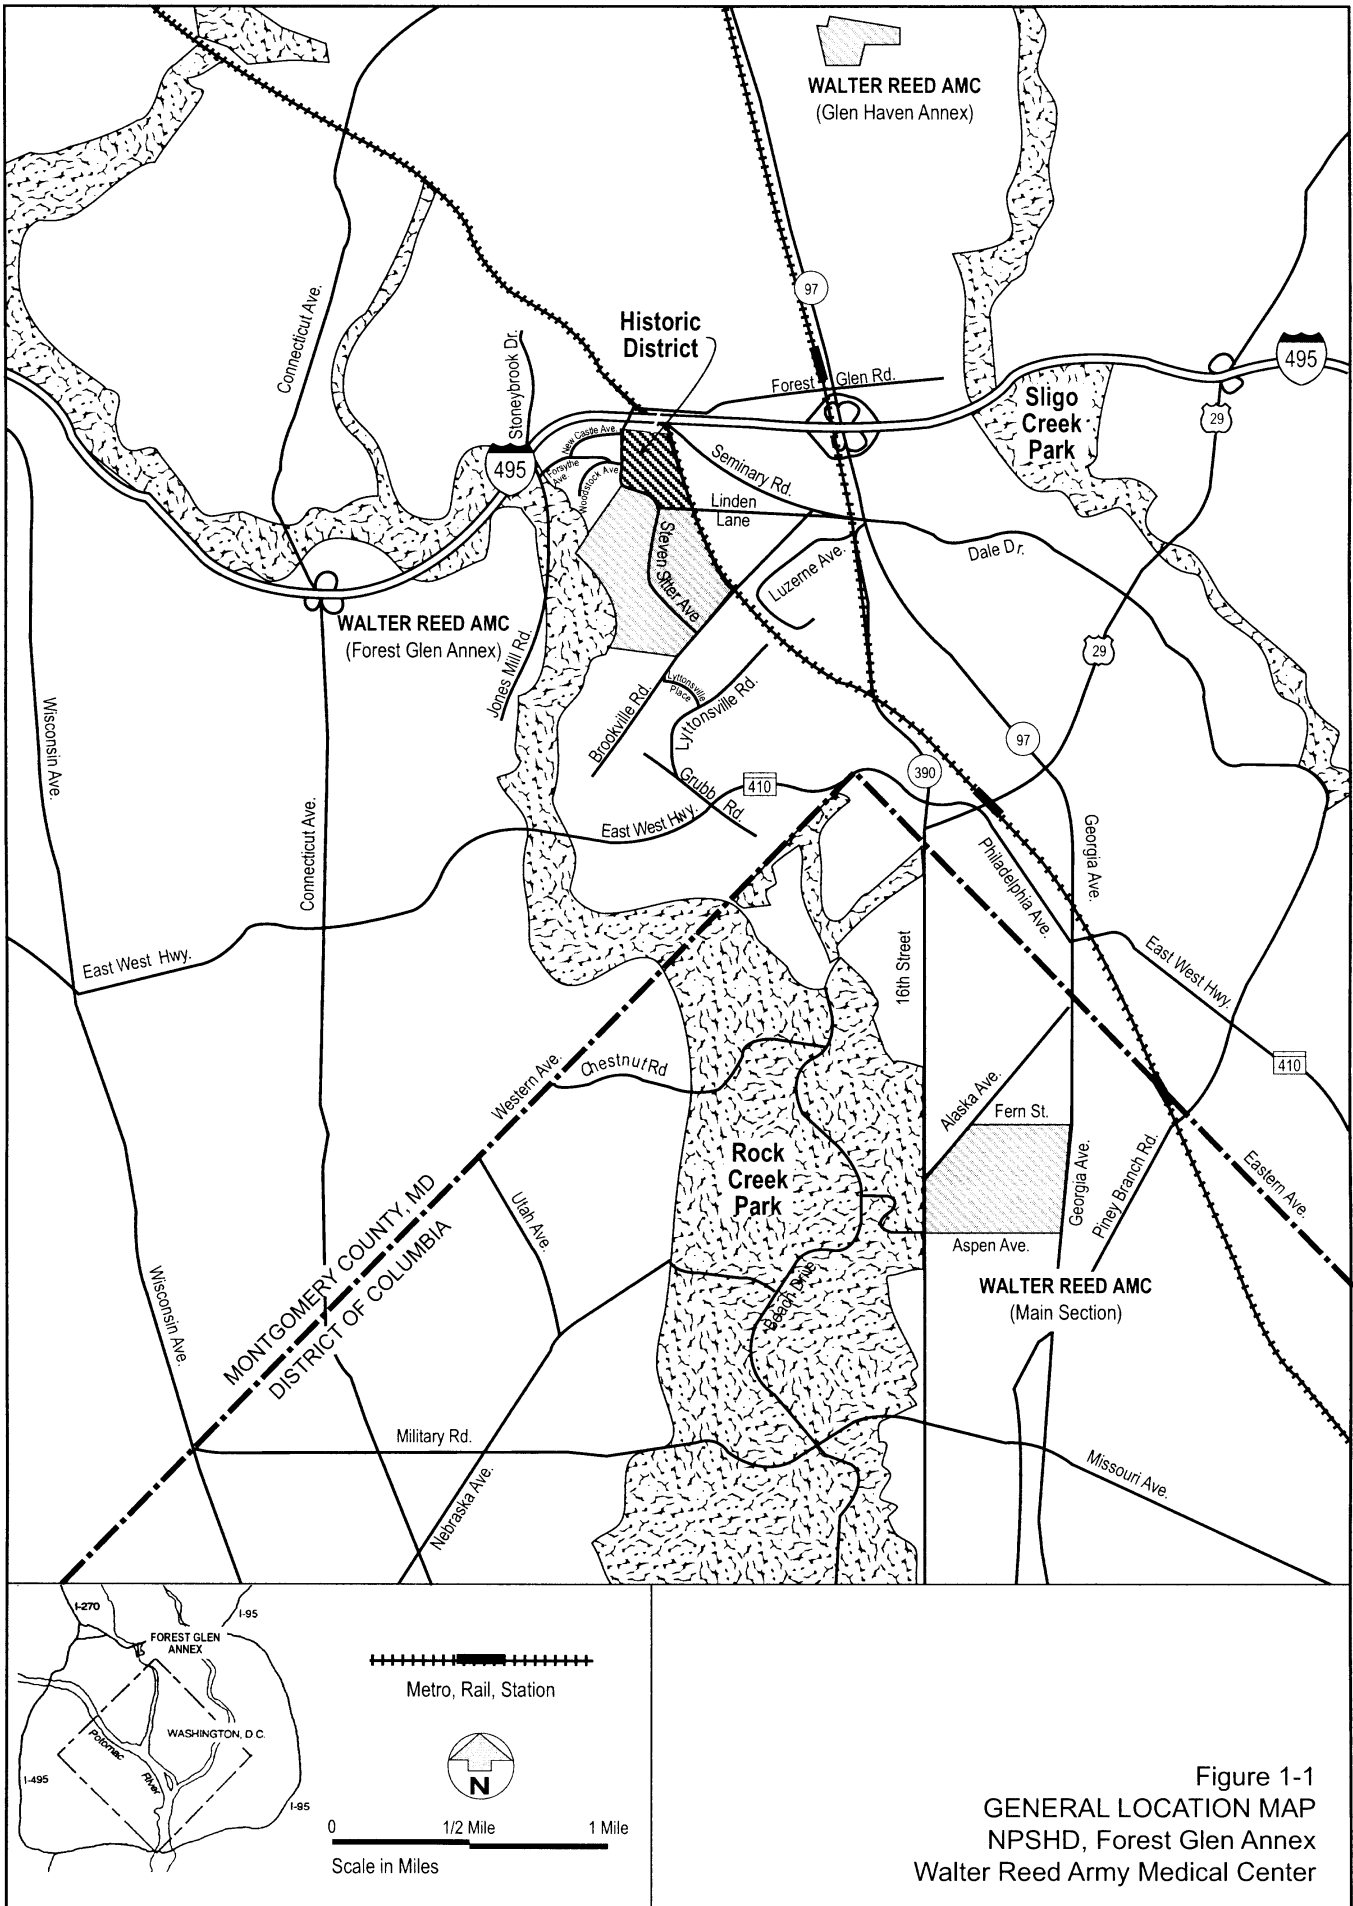 WALTER REED AMC
(Glen Haven Annex)
97
Historic
District
Connecticut Ave.
Stoneybrook Dr.
Forest Glen Rd.
495
29
Sligo
Creek
Park
New Castle Ave.
Forsythe
Ave.
Woodstock Ave.
495
Seminary Rd.
Linden
Lane
Steven Sitter Ave.
Luzerne Ave.
Dale Dr.
WALTER REED AMC
(Forest Glen Annex)
Jones Mill Rd.
29
Brookville Rd.
Lyttonsville
Place
Lyttonsville Rd.
Wisconsin Ave.
97
390
Grubb Rd.
410
East West Hwy.
Connecticut Ave.
Georgia Ave.
Philadelphia Ave.
East West Hwy.
East West Hwy.
16th Street
410
Western Ave.
Chestnut Rd
Alaska Ave.
Fern St.
Rock
Creek
Park
Utah Ave.
Georgia Ave.
Piney Branch Rd.
Eastern Ave.
Aspen Ave.
WALTER REED AMC
(Main Section)
MONTGOMERY COUNTY, MD
DISTRICT OF COLUMBIA
Wisconsin Ave.
Beach Drive
Military Rd.
Nebraska Ave.
Missouri Ave.
I-270
I-95
FOREST GLEN
ANNEX
WASHINGTON, D.C.
Potomac
River
I-495
I-95
Metro, Rail, Station
N
0 1/2 Mile 1 Mile
Scale in Miles
Figure 1-1
GENERAL LOCATION MAP
NPSHD, Forest Glen Annex
Walter Reed Army Medical Center